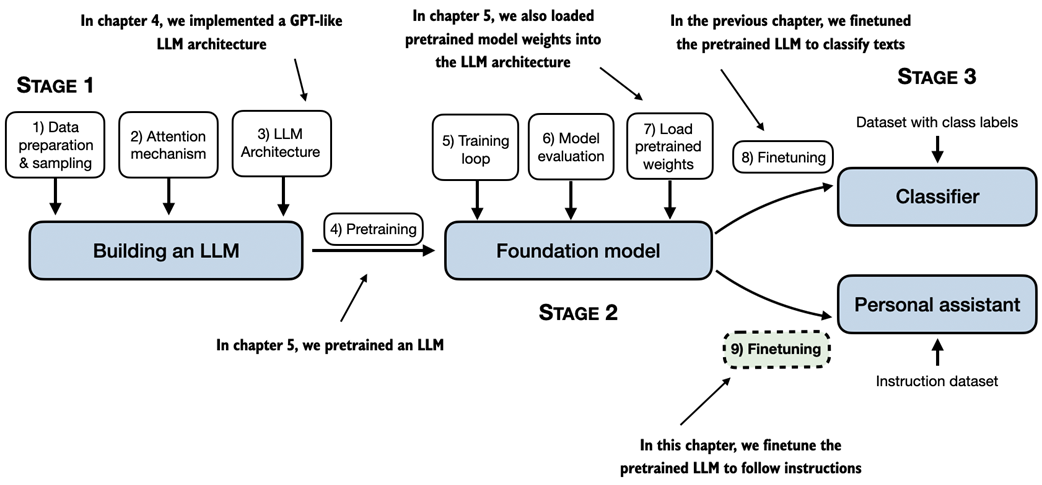 In chapter 4, we implemented a GPT-like
LLM architecture
In chapter 5, we also loaded
pretrained model weights into
the LLM architecture
In the previous chapter, we finetuned
the pretrained LLM to classify texts
STAGE 1
STAGE 3
1) Data
preparation
& sampling
2) Attention
mechanism
3) LLM
Architecture
5) Training
loop
6) Model
evaluation
7) Load
pretrained
weights
8) Finetuning
Dataset with class labels
Classifier
4) Pretraining
Building an LLM
Foundation model
STAGE 2
Personal assistant
In chapter 5, we pretrained an LLM
9) Finetuning
Instruction dataset
In this chapter, we finetune the
pretrained LLM to follow instructions